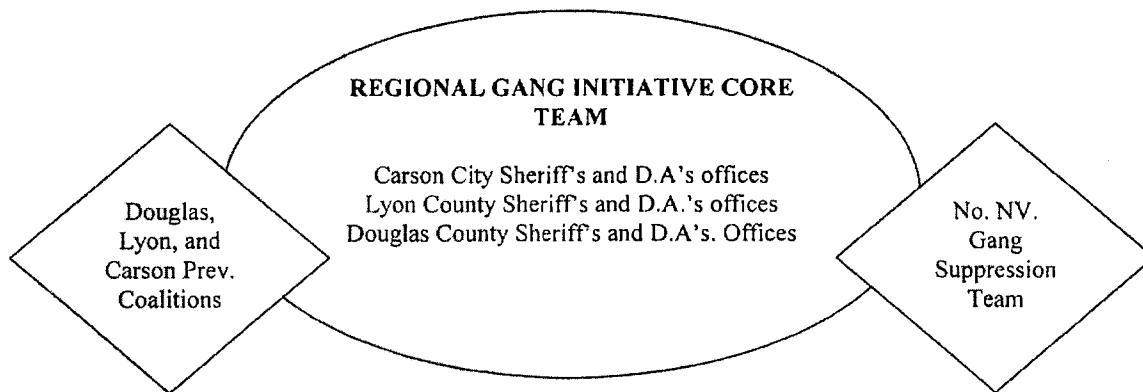 REGIONAL GANG INITIATIVE CORE
TEAM
Carson City Sheriff's and D.A's offices
Lyon County Sheriff's and D.A.'s offices
Douglas County Sheriff's and D.A's. Offices
Douglas,
Lyon, and
Carson Prev.
Coalitions
No. NV.
Gang
Suppression
Team